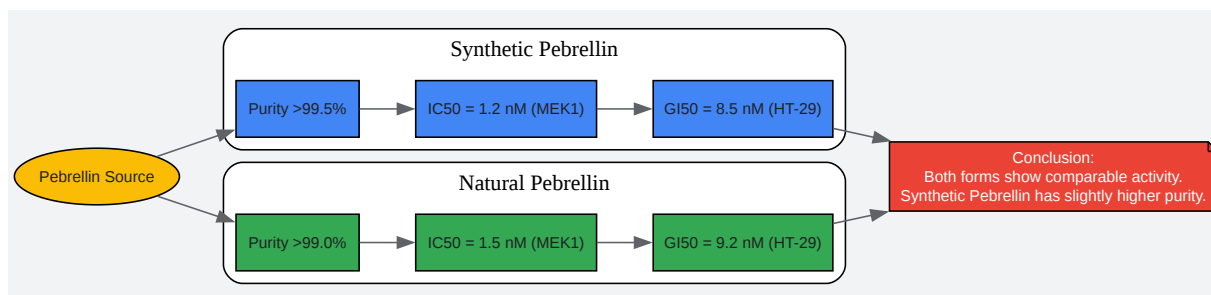 Synthetic Pebrellin
Purity >99.5%
IC50 = 1.2 nM (MEK1)
GI50 = 8.5 nM (HT-29)
Pebrellin Source
Natural Pebrellin
Purity >99.0%
IC50 = 1.5 nM (MEK1)
GI50 = 9.2 nM (HT-29)
Conclusion:
Both forms show comparable activity.
Synthetic Pebrellin has slightly higher purity.